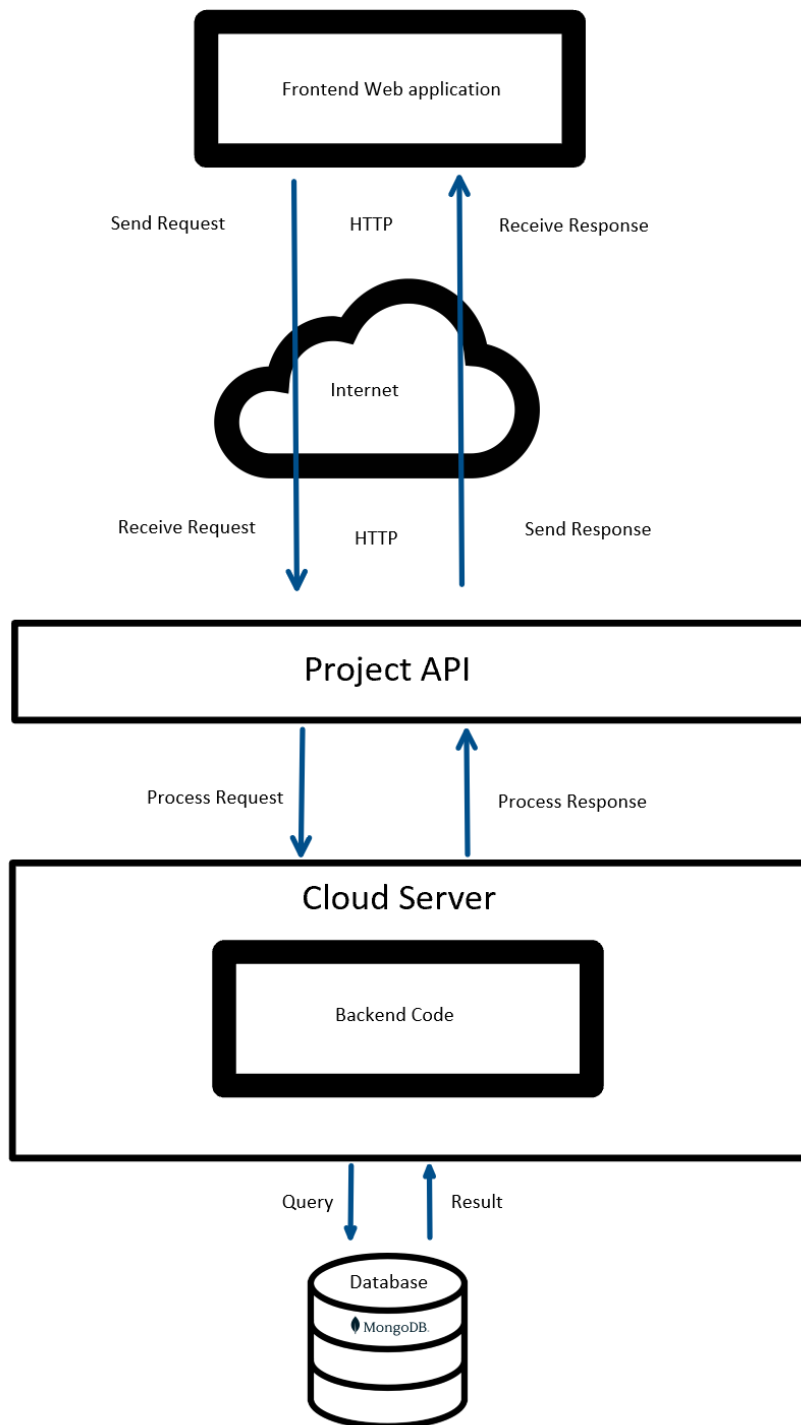 Frontend Web application
Send Request
HTTP
Receive Response
Internet
Receive Request
HTTP
Send Response
Project API
Process Request
Process Response
Cloud Server
Backend Code
Query
Result
Database
MongoDB.